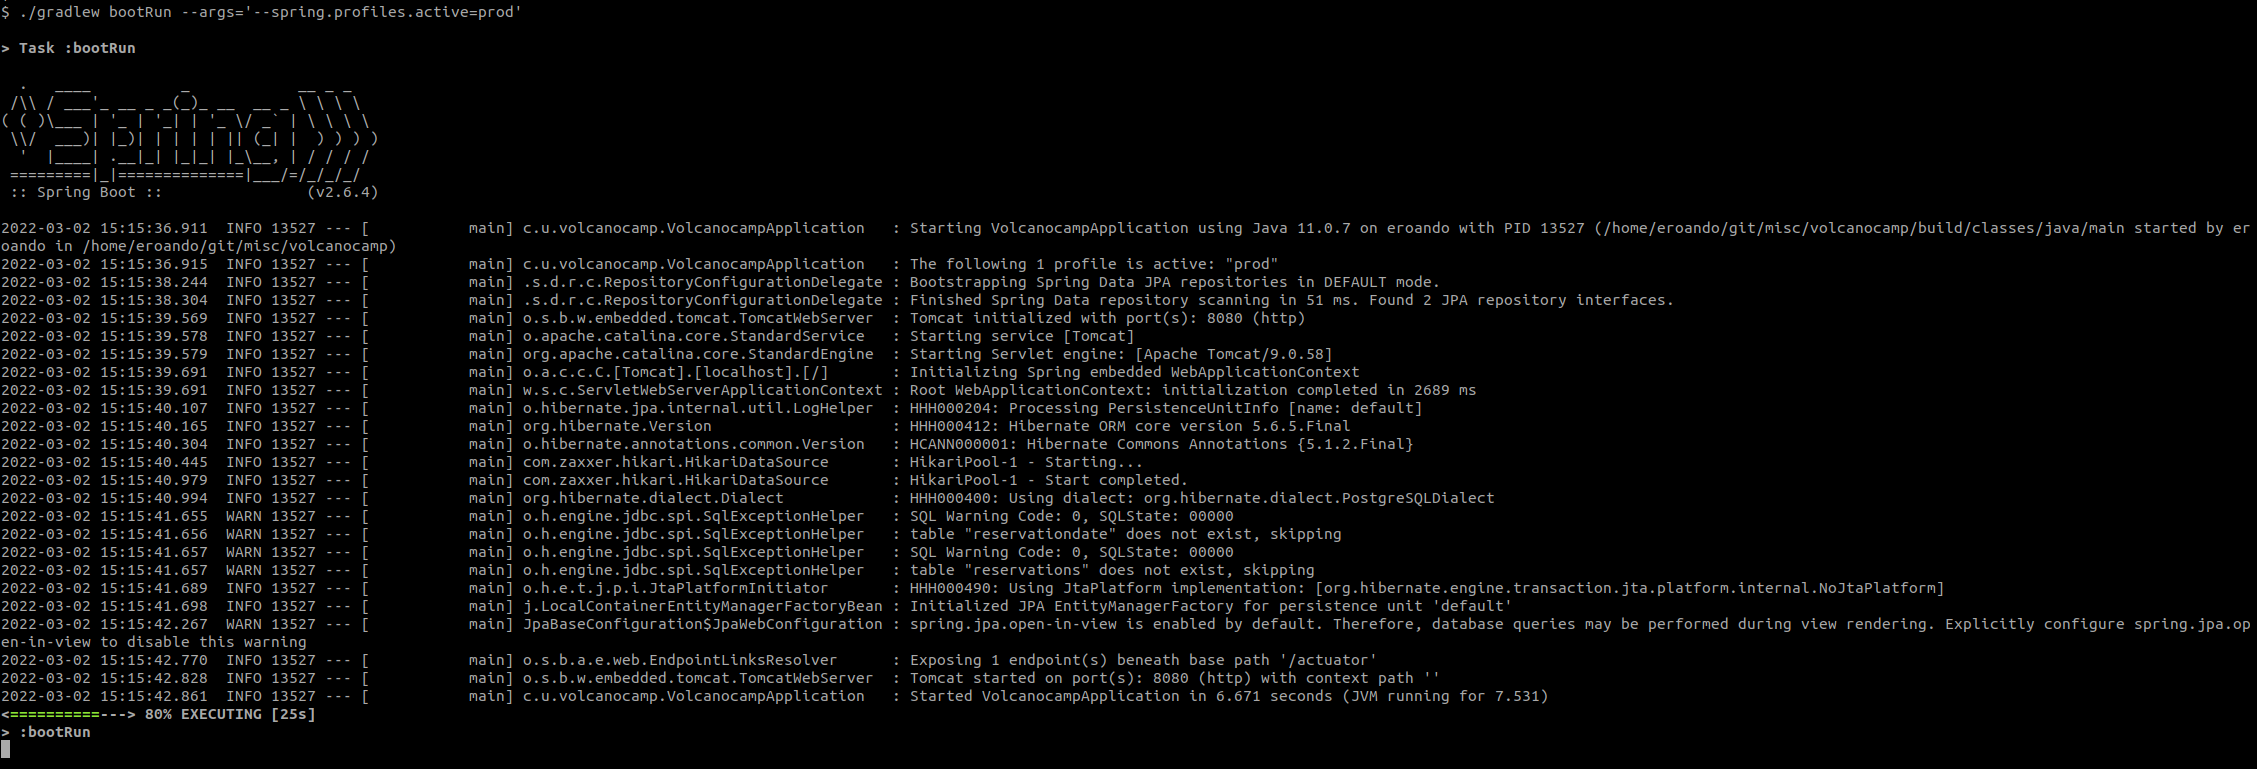 $ ./gradlew bootRun --args='--spring.profiles.active=prod'

> Task :bootRun

  .   ____          _            __ _ _
 /\\ / ___'_ __ _ _(_)_ __  __ _ \ \ \ \
( ( )\___ | '_ | '_| | '_ \/ _` | \ \ \ \
 \\/  ___)| |_)| | | | | || (_| |  ) ) ) )
  '  |____| .__|_| |_|_| |_\__, | / / / /
 =========|_|==============|___/=/_/_/_/
 :: Spring Boot ::                (v2.6.4)

2022-03-02 15:15:36.911  INFO 13527 --- [           main] c.u.volcanocamp.VolcanocampApplication   : Starting VolcanocampApplication using Java 11.0.7 on eroando with PID 13527 (/home/eroando/git/misc/volcanocamp/build/classes/java/main started by er
oando in /home/eroando/git/misc/volcanocamp)
2022-03-02 15:15:36.915  INFO 13527 --- [           main] c.u.volcanocamp.VolcanocampApplication   : The following 1 profile is active: "prod"
2022-03-02 15:15:38.244  INFO 13527 --- [           main] .s.d.r.c.RepositoryConfigurationDelegate : Bootstrapping Spring Data JPA repositories in DEFAULT mode.
2022-03-02 15:15:38.304  INFO 13527 --- [           main] .s.d.r.c.RepositoryConfigurationDelegate : Finished Spring Data repository scanning in 51 ms. Found 2 JPA repository interfaces.
2022-03-02 15:15:39.569  INFO 13527 --- [           main] o.s.b.w.embedded.tomcat.TomcatWebServer  : Tomcat initialized with port(s): 8080 (http)
2022-03-02 15:15:39.578  INFO 13527 --- [           main] o.apache.catalina.core.StandardService   : Starting service [Tomcat]
2022-03-02 15:15:39.579  INFO 13527 --- [           main] org.apache.catalina.core.StandardEngine  : Starting Servlet engine: [Apache Tomcat/9.0.58]
2022-03-02 15:15:39.691  INFO 13527 --- [           main] o.a.c.c.C.[Tomcat].[localhost].[/]       : Initializing Spring embedded WebApplicationContext
2022-03-02 15:15:39.691  INFO 13527 --- [           main] w.s.c.ServletWebServerApplicationContext : Root WebApplicationContext: initialization completed in 2689 ms
2022-03-02 15:15:40.107  INFO 13527 --- [           main] o.hibernate.jpa.internal.util.LogHelper  : HHH000204: Processing PersistenceUnitInfo [name: default]
2022-03-02 15:15:40.165  INFO 13527 --- [           main] org.hibernate.Version                    : HHH000412: Hibernate ORM core version 5.6.5.Final
2022-03-02 15:15:40.304  INFO 13527 --- [           main] o.hibernate.annotations.common.Version   : HCANN000001: Hibernate Commons Annotations {5.1.2.Final}
2022-03-02 15:15:40.445  INFO 13527 --- [           main] com.zaxxer.hikari.HikariDataSource       : HikariPool-1 - Starting...
2022-03-02 15:15:40.979  INFO 13527 --- [           main] com.zaxxer.hikari.HikariDataSource       : HikariPool-1 - Start completed.
2022-03-02 15:15:40.994  INFO 13527 --- [           main] org.hibernate.dialect.Dialect            : HHH000400: Using dialect: org.hibernate.dialect.PostgreSQLDialect
2022-03-02 15:15:41.655  WARN 13527 --- [           main] o.h.engine.jdbc.spi.SqlExceptionHelper   : SQL Warning Code: 0, SQLState: 00000
2022-03-02 15:15:41.656  WARN 13527 --- [           main] o.h.engine.jdbc.spi.SqlExceptionHelper   : table "reservationdate" does not exist, skipping
2022-03-02 15:15:41.657  WARN 13527 --- [           main] o.h.engine.jdbc.spi.SqlExceptionHelper   : SQL Warning Code: 0, SQLState: 00000
2022-03-02 15:15:41.657  WARN 13527 --- [           main] o.h.engine.jdbc.spi.SqlExceptionHelper   : table "reservations" does not exist, skipping
2022-03-02 15:15:41.689  INFO 13527 --- [           main] o.h.e.t.j.p.i.JtaPlatformInitiator       : HHH000490: Using JtaPlatform implementation: [org.hibernate.engine.transaction.jta.platform.internal.NoJtaPlatform]
2022-03-02 15:15:41.698  INFO 13527 --- [           main] j.LocalContainerEntityManagerFactoryBean : Initialized JPA EntityManagerFactory for persistence unit 'default'
2022-03-02 15:15:42.267  WARN 13527 --- [           main] JpaBaseConfiguration$JpaWebConfiguration : spring.jpa.open-in-view is enabled by default. Therefore, database queries may be performed during view rendering. Explicitly configure spring.jpa.op
en-in-view to disable this warning
2022-03-02 15:15:42.770  INFO 13527 --- [           main] o.s.b.a.e.web.EndpointLinksResolver      : Exposing 1 endpoint(s) beneath base path '/actuator'
2022-03-02 15:15:42.828  INFO 13527 --- [           main] o.s.b.w.embedded.tomcat.TomcatWebServer  : Tomcat started on port(s): 8080 (http) with context path ''
2022-03-02 15:15:42.861  INFO 13527 --- [           main] c.u.volcanocamp.VolcanocampApplication   : Started VolcanocampApplication in 6.671 seconds (JVM running for 7.531)
<==========---> 80% EXECUTING [25s]
> :bootRun